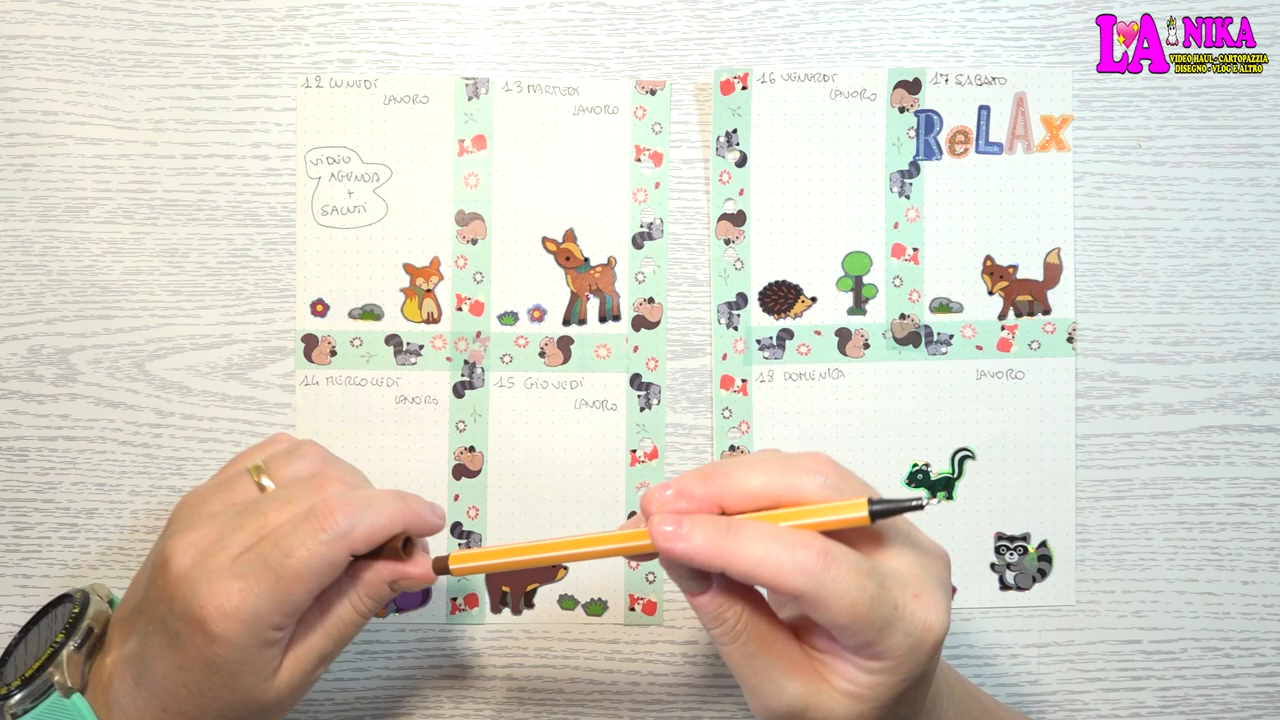 12 LUNEDÌ
LAVORO
VIDEO
AGENDA
+
SALUTI
13 MARTEDÌ
LAVORO
14 MERCOLEDÌ
LAVORO
15 GIOVEDÌ
LAVORO
16 VENERDÌ
LAVORO
17 SABATO
ReLAx
18 DOMENICA
LAVORO
LA NIKA
VIDEO HAUL - CARTOPAZZIA
DISEGNO - VLOG E ALTRO